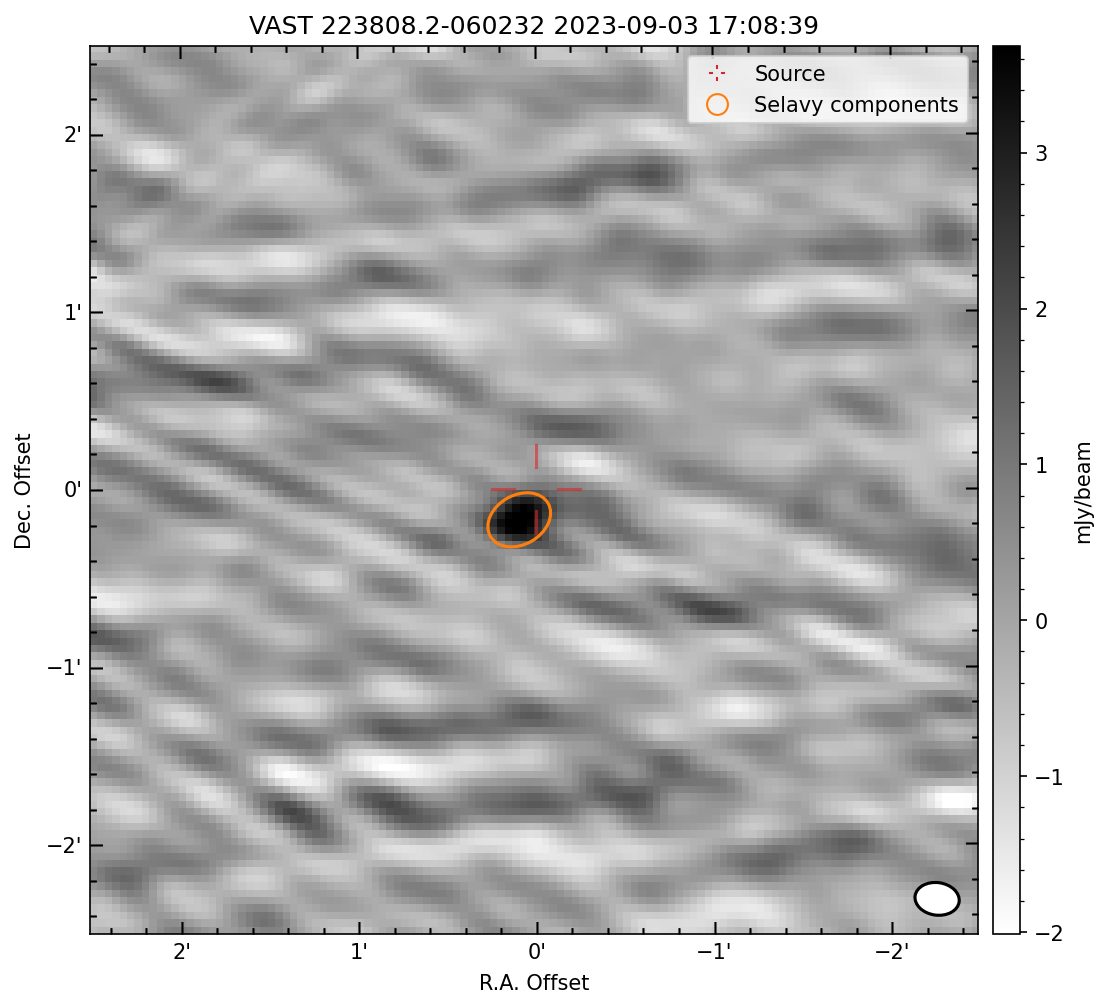 VAST 223808.2-060232 2023-09-03 17:08:39
Source
Selavy components
2'
1'
0'
−1'
−2'
Dec. Offset
2'
1'
0'
−1'
−2'
R.A. Offset
3
2
1
0
−1
−2
mJy/beam